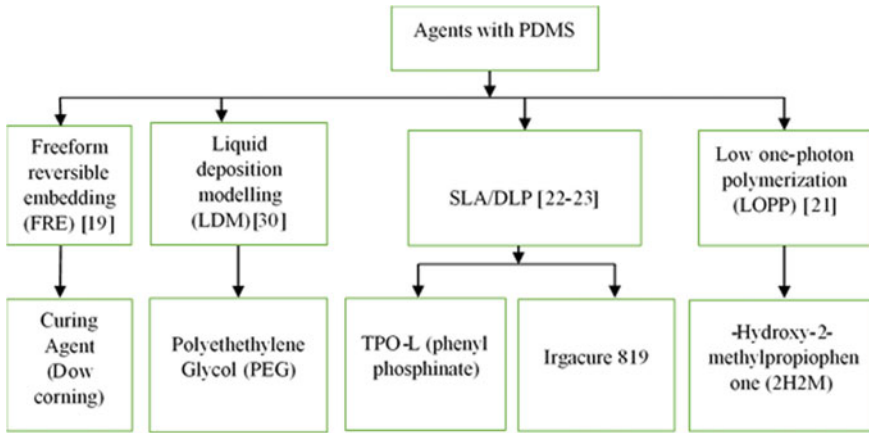 Agents with PDMS
Freeform
reversible
embedding
(FRE) [19]
Liquid
deposition
modelling
(LDM)[30]
SLA/DLP [22-23]
Low one-photon
polymerization
(LOPP) [21]
Curing
Agent
(Dow
corning)
Polyethethylene
Glycol (PEG)
TPO-L (phenyl
phosphinate)
Irgacure 819
-Hydroxy-2-
methylpropiophen
one (2H2M)